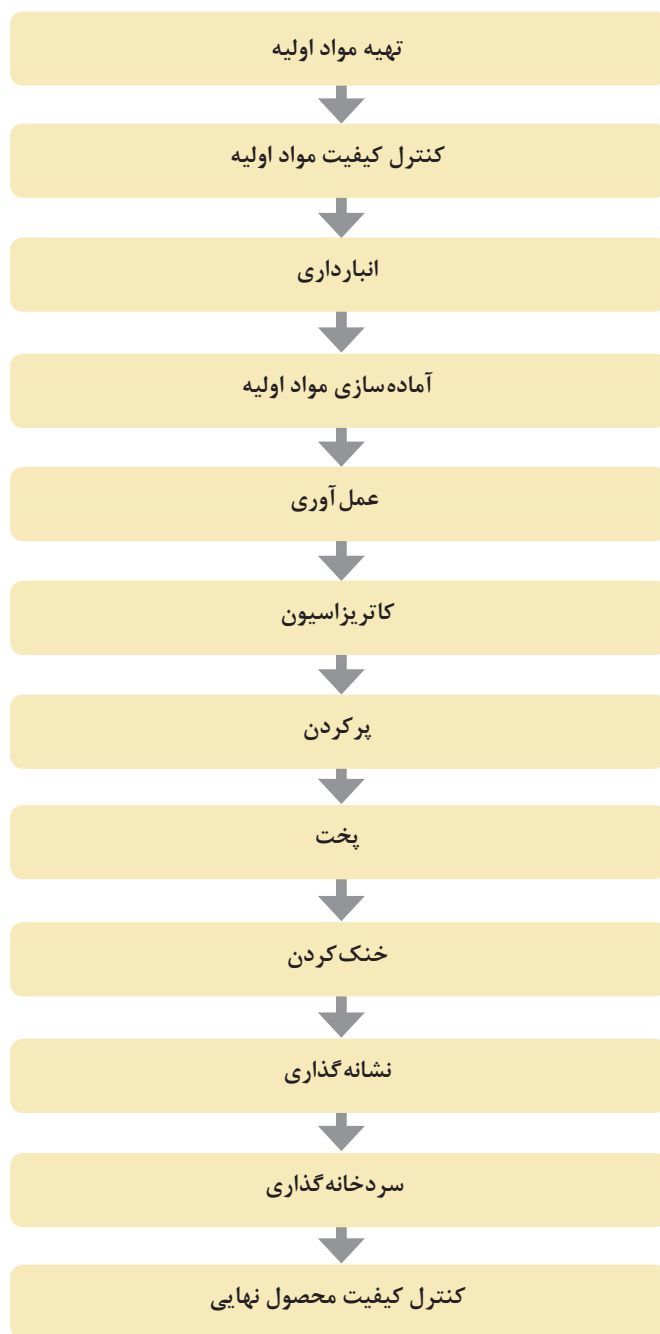 تهیه مواد اولیه
کنترل کیفیت مواد اولیه
انبارداری
آماده‌سازی مواد اولیه
عمل‌آوری
کاتریزاسیون
پرکردن
پخت
خنک‌کردن
نشانه‌گذاری
سردخانه‌گذاری
کنترل کیفیت محصول نهایی